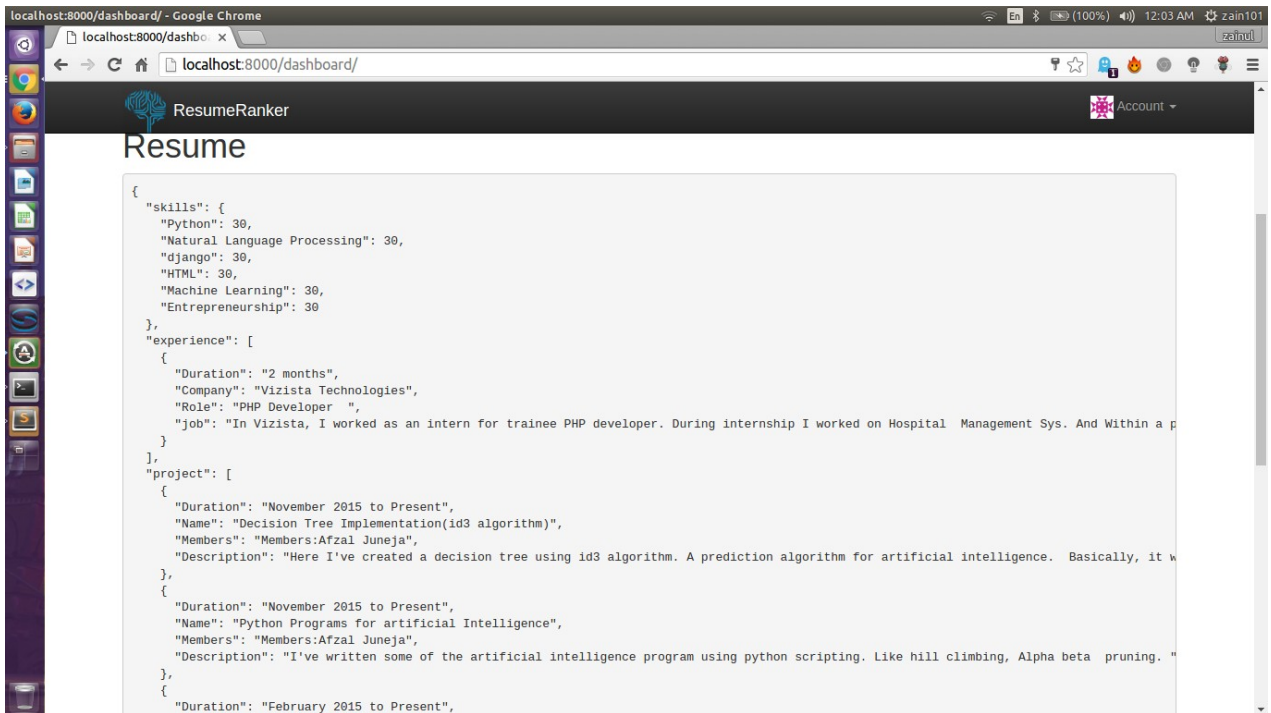 localhost:8000/dashboard/ - Google Chrome
En
(100%)
12:03 AM
zain101
localhost:8000/dashbo
zainul
localhost:8000/dashboard/
1
ResumeRanker
Account
Resume
{
"skills": {
"Python": 30,
"Natural Language Processing": 30,
"django": 30,
"HTML": 30,
"Machine Learning": 30,
"Entrepreneurship": 30
},
"experience": [
{
"Duration": "2 months",
"Company": "Vizista Technologies",
"Role": "PHP Developer  ",
"job": "In Vizista, I worked as an intern for trainee PHP developer. During internship I worked on Hospital  Management Sys. And Within a p
}
],
"project": [
{
"Duration": "November 2015 to Present",
"Name": "Decision Tree Implementation(id3 algorithm)",
"Members": "Members:Afzal Juneja",
"Description": "Here I've created a decision tree using id3 algorithm. A prediction algorithm for artificial intelligence.  Basically, it w
},
{
"Duration": "November 2015 to Present",
"Name": "Python Programs for artificial Intelligence",
"Members": "Members:Afzal Juneja",
"Description": "I've written some of the artificial intelligence program using python scripting. Like hill climbing, Alpha beta  pruning. "
},
{
"Duration": "February 2015 to Present",